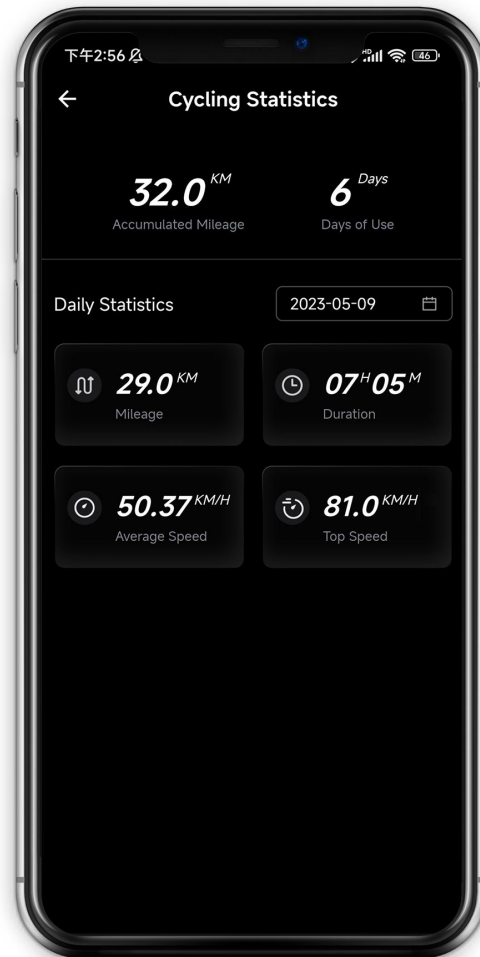 下午2:56
HD
46
Cycling Statistics
32.0 KM
6 Days
Accumulated Mileage
Days of Use
Daily Statistics
2023-05-09
29.0 KM
07 H 05 M
Mileage
Duration
50.37 KM/H
81.0 KM/H
Average Speed
Top Speed